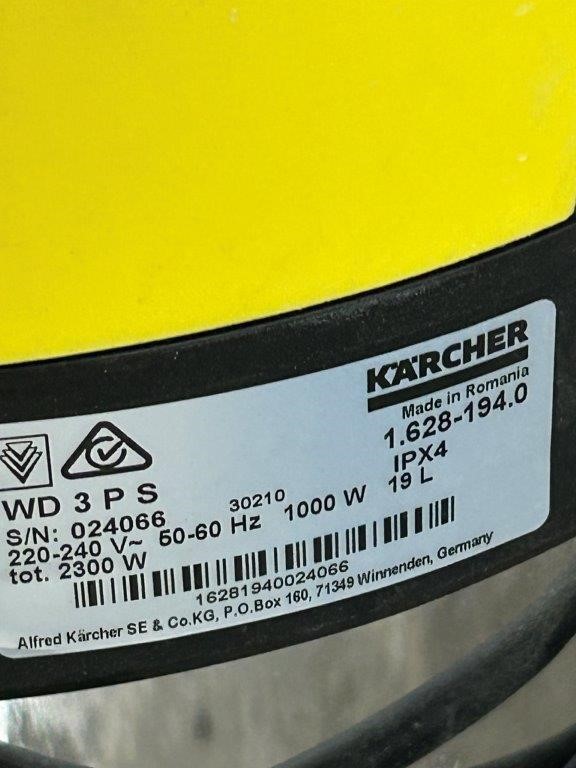 KÄRCHER
Made in Romania
1.628-194.0
IPX4
19 L
WD 3 P S
S/N: 024066
30210
220-240 V~ 50-60 Hz 1000 W
tot. 2300 W
16281940024066
Alfred Kärcher SE & Co.KG, P.O.Box 160, 71349 Winnenden, Germany